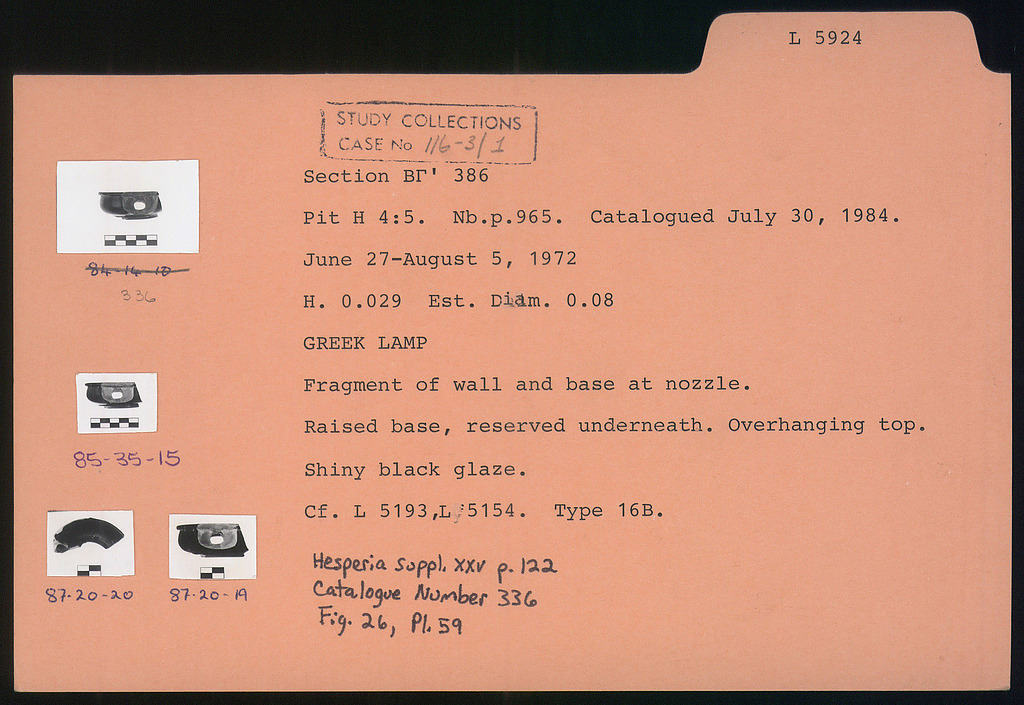 L 5924
STUDY COLLECTIONS
CASE No 116-3/1
Section ΒΓ' 386
Pit H 4:5. Nb.p.965. Catalogued July 30, 1984.
June 27-August 5, 1972
H. 0.029 Est. Diam. 0.08
GREEK LAMP
Fragment of wall and base at nozzle.
Raised base, reserved underneath. Overhanging top.
Shiny black glaze.
Cf. L 5193, L 5154. Type 16B.
Hesperia Suppl. XXV p. 122
Catalogue Number 336
Fig. 26, Pl. 59
84-14-10
336
85-35-15
87-20-20
87-20-19